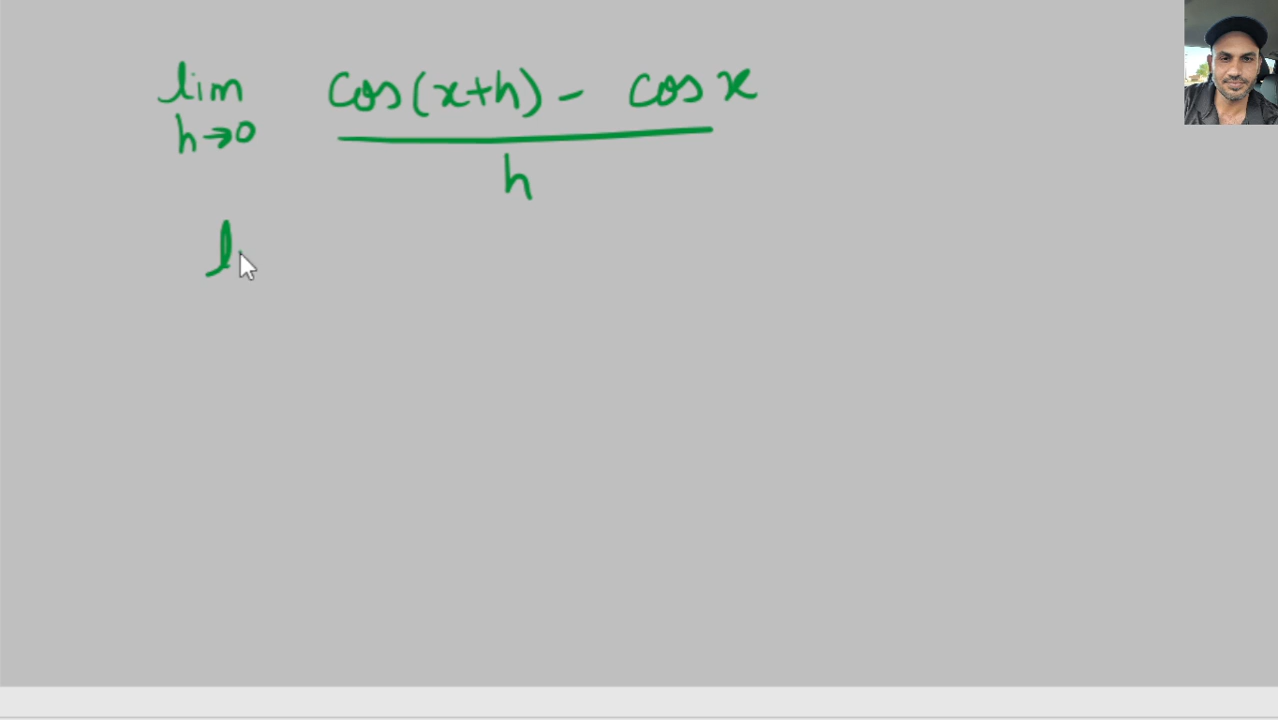 lim cos(x+h) - cos x
h→0
h
l